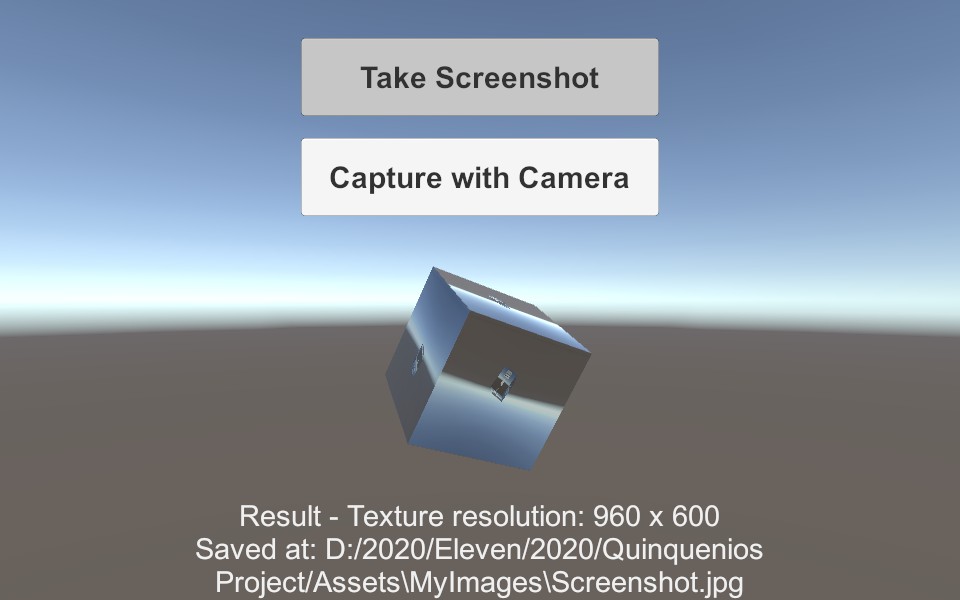 Take Screenshot
Capture with Camera
Result - Texture resolution: 960 x 600
Saved at: D:/2020/Eleven/2020/Quinquenios
Project/Assets\MyImages\Screenshot.jpg